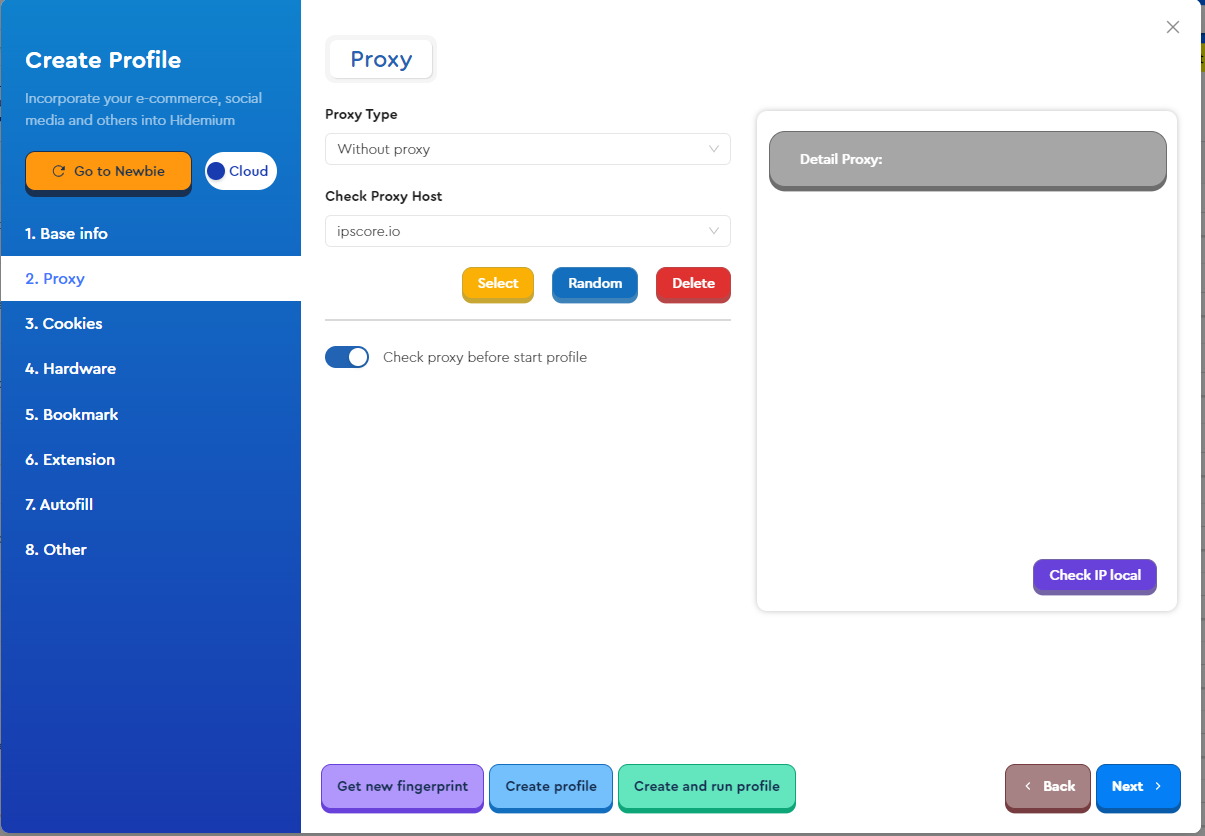 Create Profile
Incorporate your e-commerce, social
media and others into Hidemium
Go to Newbie
Cloud
1. Base info
2. Proxy
3. Cookies
4. Hardware
5. Bookmark
6. Extension
7. Autofill
8. Other
Proxy
Proxy Type
Without proxy
Check Proxy Host
ipscore.io
Select
Random
Delete
Check proxy before start profile
Detail Proxy:
Check IP local
Get new fingerprint
Create profile
Create and run profile
Back
Next